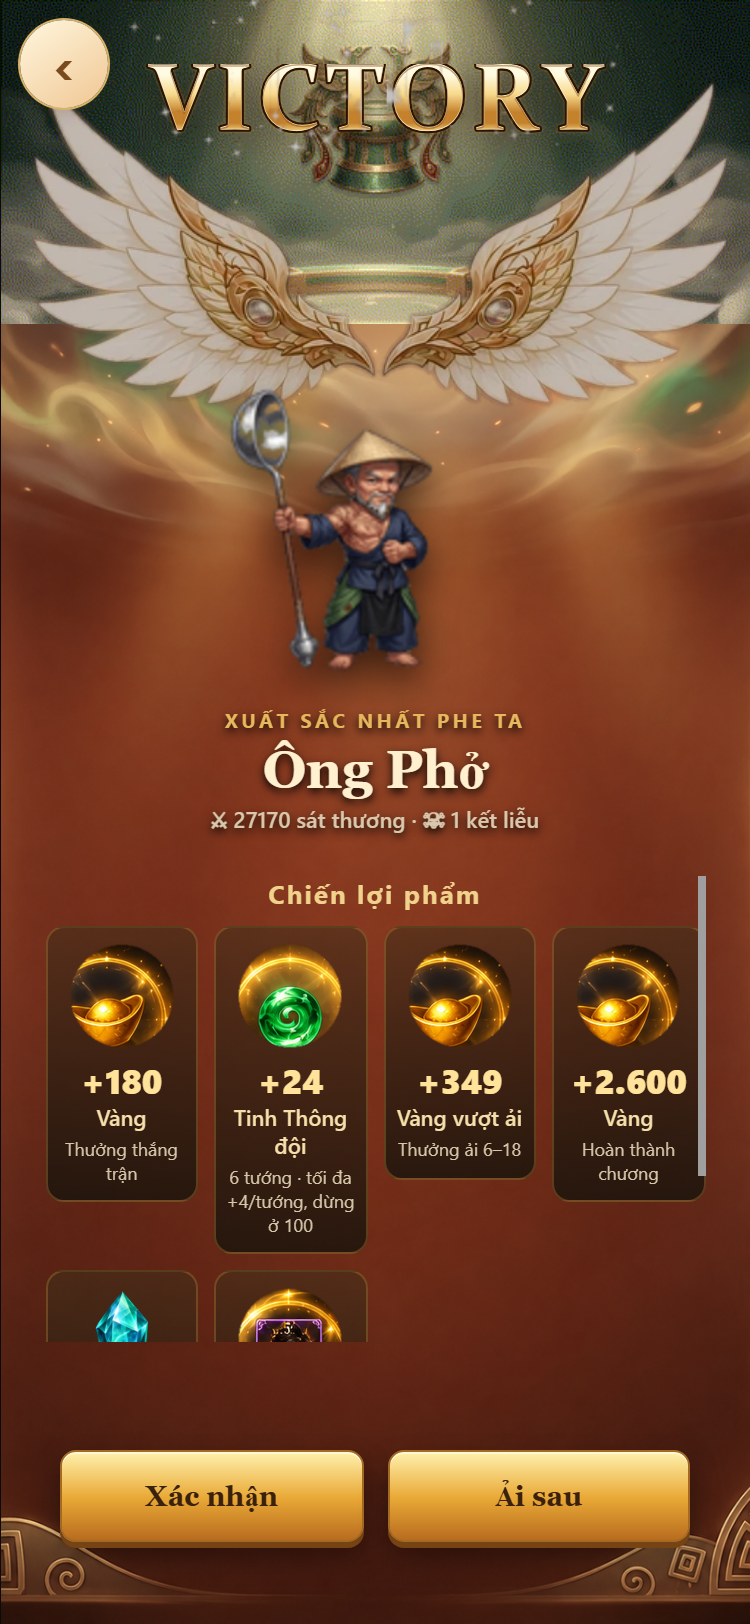 VICTORY
XUẤT SẮC NHẤT PHE TA
Ông Phở
27170 sát thương · 1 kết liễu
Chiến lợi phẩm
+180
Vàng
Thưởng thắng
trận
+24
Tinh Thông
đội
6 tướng · tối đa
+4/tướng, dừng
ở 100
+349
Vàng vượt ải
Thưởng ải 6–18
+2.600
Vàng
Hoàn thành
chương
Xác nhận
Ải sau